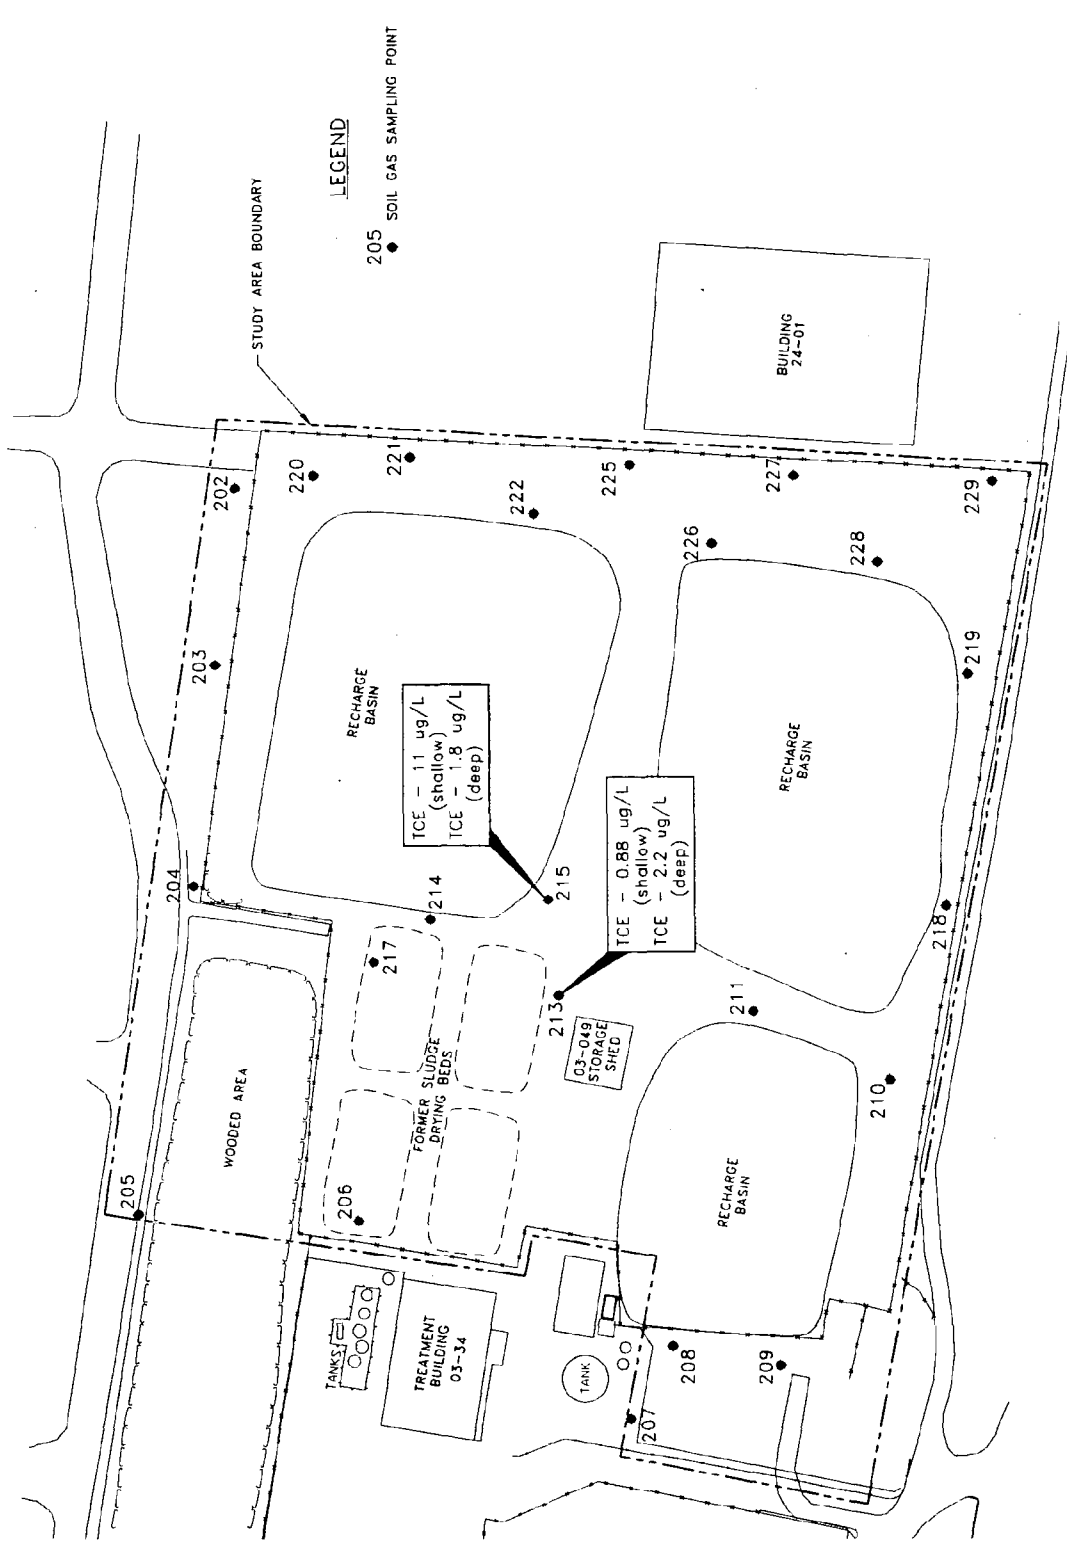 LEGEND
205 SOIL GAS SAMPLING POINT
STUDY AREA BOUNDARY
205
204
203
202
220
221
222
225
226
227
228
229
219
218
210
211
213
214
215
217
206
207
208
209
WOODED AREA
FORMER SLUDGE
DRYING BEDS
RECHARGE
BASIN
TCE - 11 ug/L
(shallow)
TCE - 1.8 ug/L
(deep)
TCE - 0.88 ug/L
(shallow)
TCE - 2.2 ug/L
(deep)
03-049
STORAGE
SHED
RECHARGE
BASIN
RECHARGE
BASIN
BUILDING
24-01
TANKS
TREATMENT
BUILDING
03-34
TANK